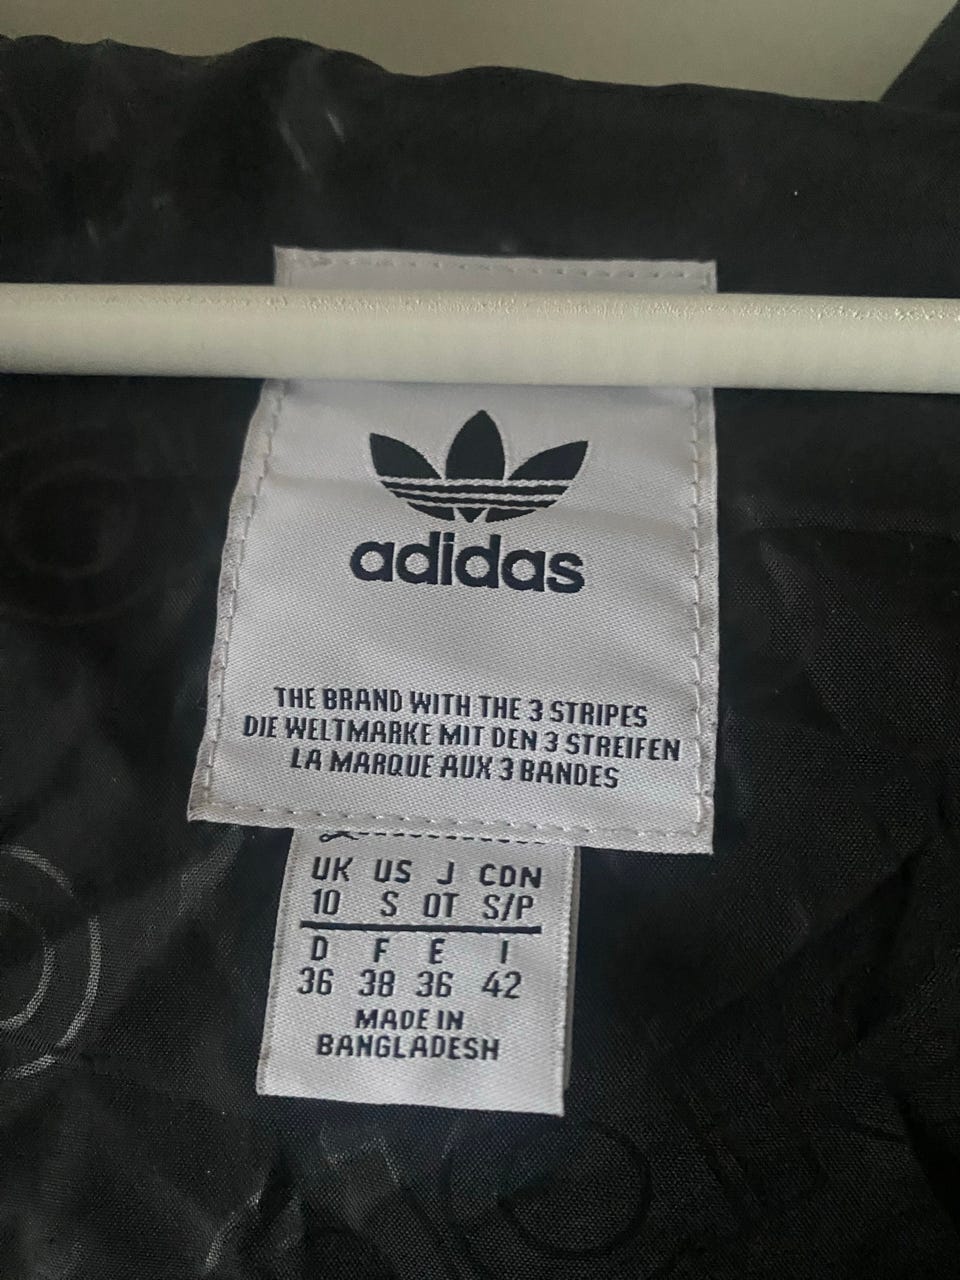 adidas
THE BRAND WITH THE 3 STRIPES
DIE WELTMARKE MIT DEN 3 STREIFEN
LA MARQUE AUX 3 BANDES
UK US J CDN
10 S OT S/P
D F E I
36 38 36 42
MADE IN
BANGLADESH